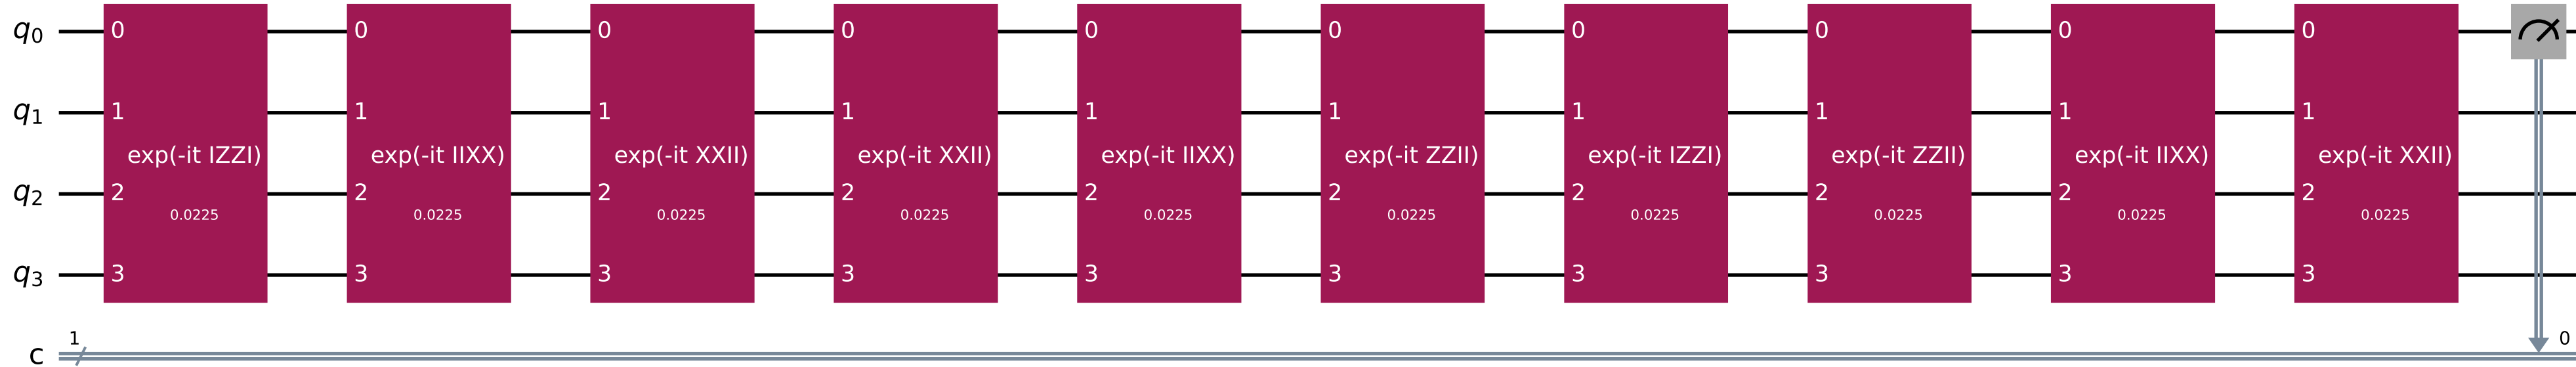 q0 0 0 0 0 0 0 0 0 0 0
q1 1 1 1 1 1 1 1 1 1 1
exp(-it IZZI) exp(-it IIXX) exp(-it XXII) exp(-it XXII) exp(-it IIXX) exp(-it ZZII) exp(-it IZZI) exp(-it ZZII) exp(-it IIXX) exp(-it XXII)
q2 2 2 2 2 2 2 2 2 2 2
0.0225 0.0225 0.0225 0.0225 0.0225 0.0225 0.0225 0.0225 0.0225 0.0225
q3 3 3 3 3 3 3 3 3 3 3
1 0
c